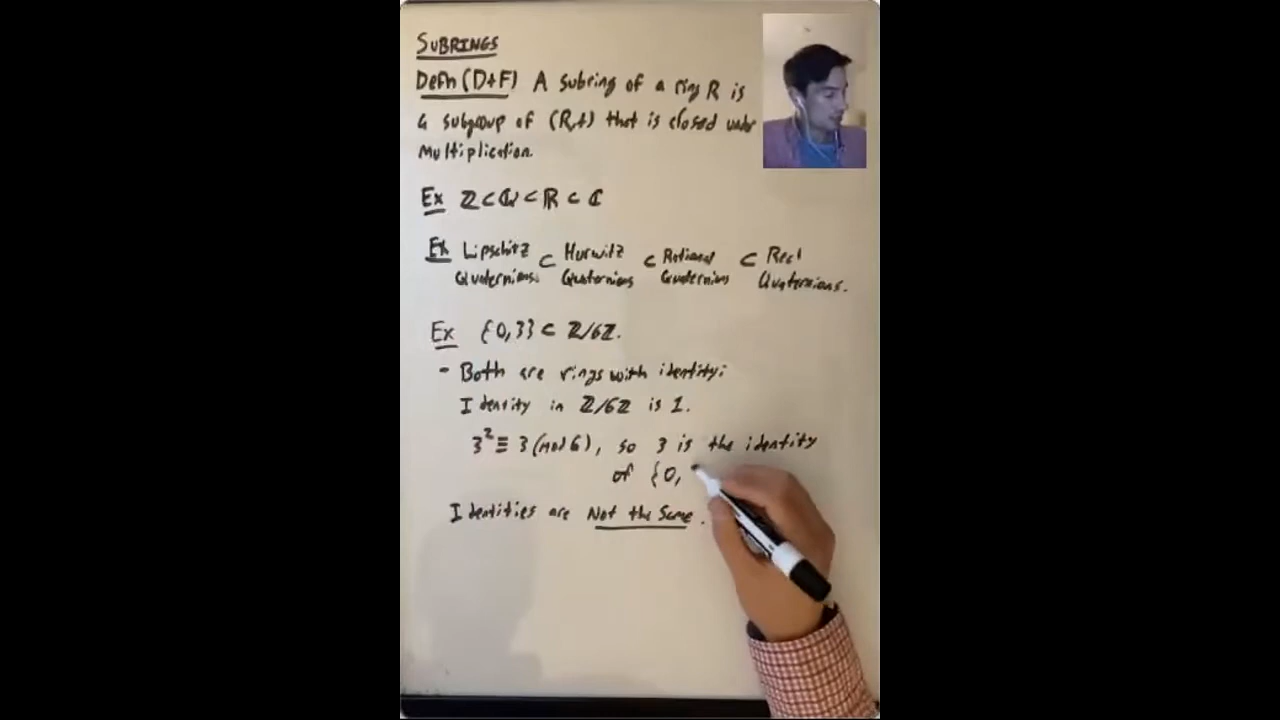 SUBRINGS
Defn (D+F) A subring of a ring R is
a subgroup of (R,+) that is closed under
multiplication.
Ex ℤ ⊂ ℚ ⊂ ℝ ⊂ ℂ
Ex Lipschitz Quaternions ⊂ Hurwitz Quaternions ⊂ Rational Quaternions ⊂ Real Quaternions.
Ex {0,3} ⊂ ℤ/6ℤ.
- Both are rings with identity:
Identity in ℤ/6ℤ is 1.
3² ≡ 3 (mod 6), so 3 is the identity
of {0,
Identities are Not the Same.